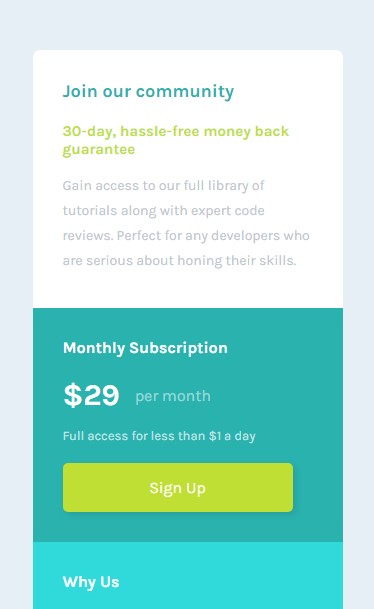 Join our community
30-day, hassle-free money back
guarantee
Gain access to our full library of
tutorials along with expert code
reviews. Perfect for any developers who
are serious about honing their skills.
Monthly Subscription
$29 per month
Full access for less than $1 a day
Sign Up
Why Us